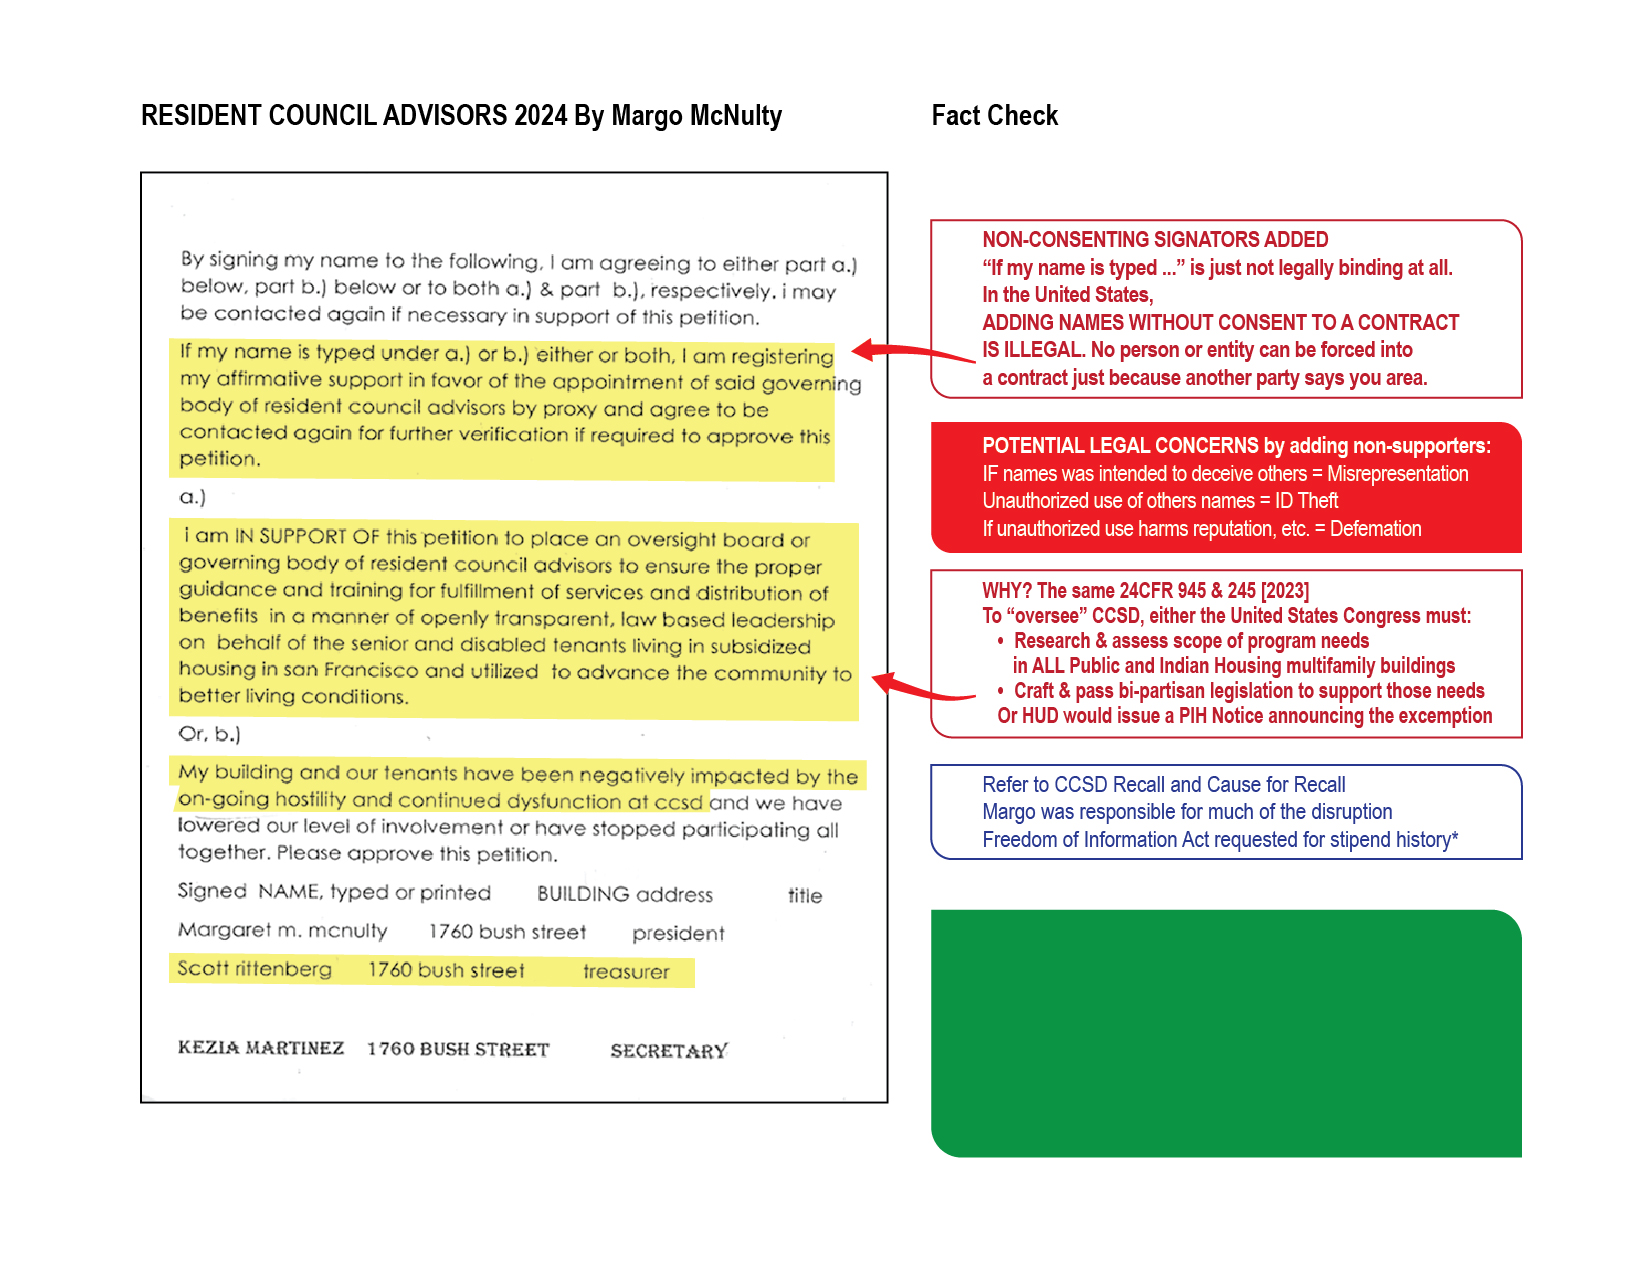 RESIDENT COUNCIL ADVISORS 2024 By Margo McNulty
By signing my name to the following, I am agreeing to either part a.)
below, part b.) below or to both a.) & part b.), respectively. i may
be contacted again if necessary in support of this petition.
If my name is typed under a.) or b.) either or both, I am registering
my affirmative support in favor of the appointment of said governing
body of resident council advisors by proxy and agree to be
contacted again for further verification if required to approve this
petition.
a.)
i am IN SUPPORT OF this petition to place an oversight board or
governing body of resident council advisors to ensure the proper
guidance and training for fulfillment of services and distribution of
benefits in a manner of openly transparent, law based leadership
on behalf of the senior and disabled tenants living in subsidized
housing in san Francisco and utilized to advance the community to
better living conditions.
Or, b.)
My building and our tenants have been negatively impacted by the
on-going hostility and continued dysfunction at ccsd and we have
lowered our level of involvement or have stopped participating all
together. Please approve this petition.
Signed NAME, typed or printed BUILDING address title
Margaret m. mcnulty 1760 bush street president
Scott rittenberg 1760 bush street treasurer
KEZIA MARTINEZ 1760 BUSH STREET SECRETARY
Fact Check
NON-CONSENTING SIGNATORS ADDED
“If my name is typed ...” is just not legally binding at all.
In the United States,
ADDING NAMES WITHOUT CONSENT TO A CONTRACT
IS ILLEGAL. No person or entity can be forced into
a contract just because another party says you area.
POTENTIAL LEGAL CONCERNS by adding non-supporters:
IF names was intended to deceive others = Misrepresentation
Unauthorized use of others names = ID Theft
If unauthorized use harms reputation, etc. = Defemation
WHY? The same 24CFR 945 & 245 [2023]
To “oversee” CCSD, either the United States Congress must:
• Research & assess scope of program needs
in ALL Public and Indian Housing multifamily buildings
• Craft & pass bi-partisan legislation to support those needs
Or HUD would issue a PIH Notice announcing the excemption
Refer to CCSD Recall and Cause for Recall
Margo was responsible for much of the disruption
Freedom of Information Act requested for stipend history*